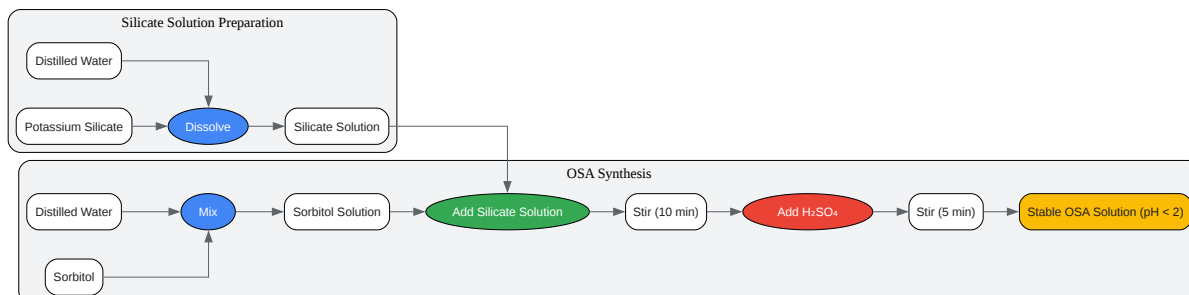 Silicate Solution Preparation
Distilled Water
Potassium Silicate
Dissolve
Silicate Solution
OSA Synthesis
Distilled Water
Mix
Sorbitol Solution
Add Silicate Solution
Stir (10 min)
Add H₂SO₄
Stir (5 min)
Stable OSA Solution (pH < 2)
Sorbitol